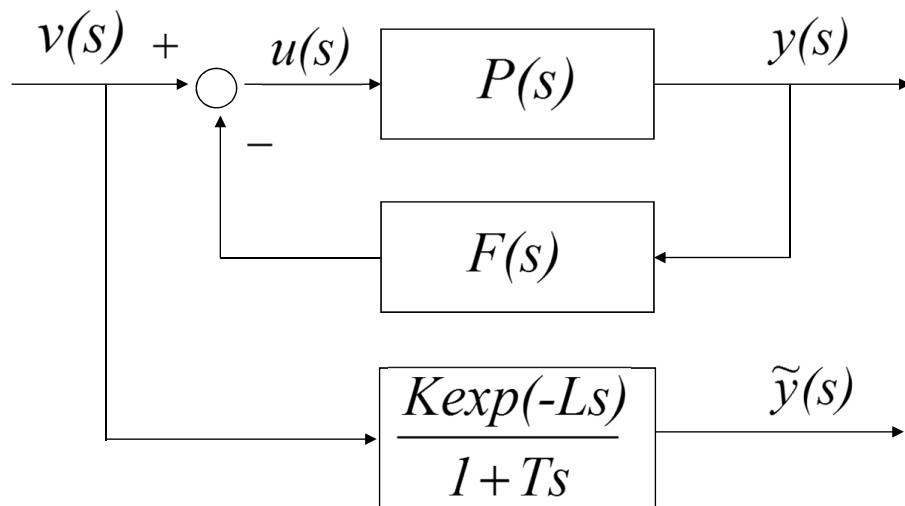 v(s) + u(s) P(s) y(s)
−
F(s)
Kexp(-Ls)
1+Ts
ỹ(s)